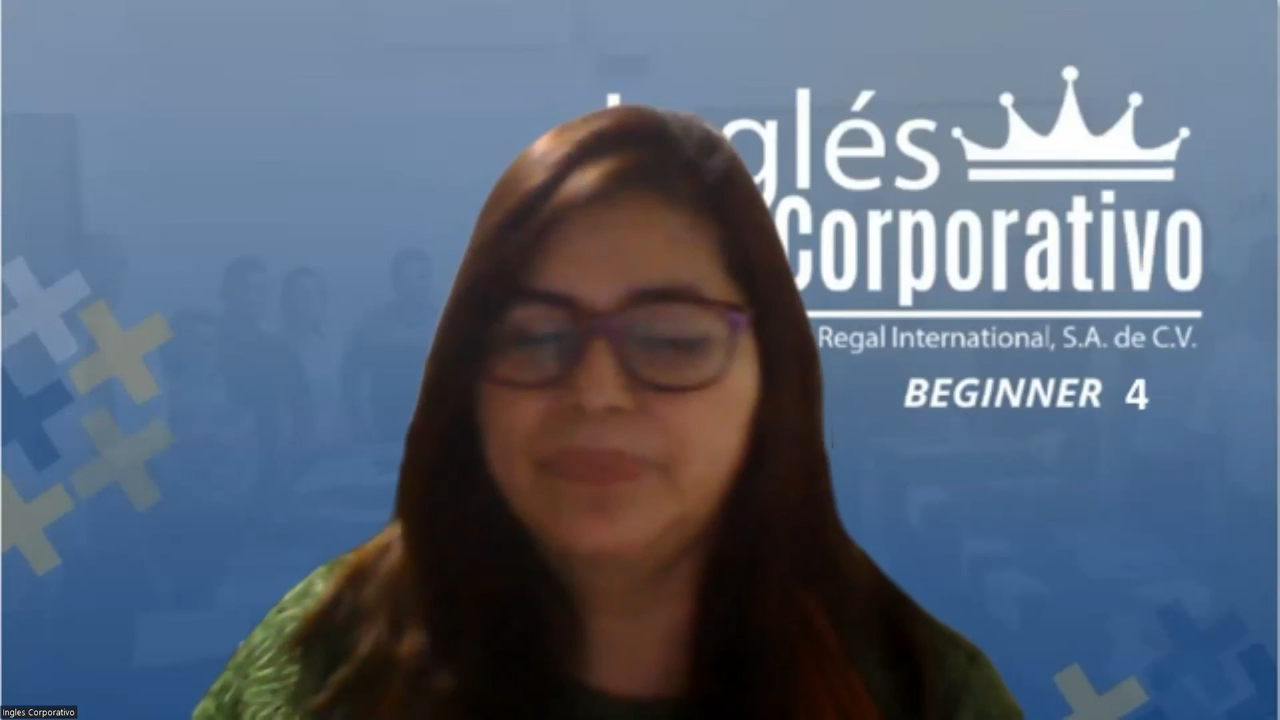 glés
Corporativo
Regal International, S.A. de C.V.
BEGINNER 4
Ingles Corporativo